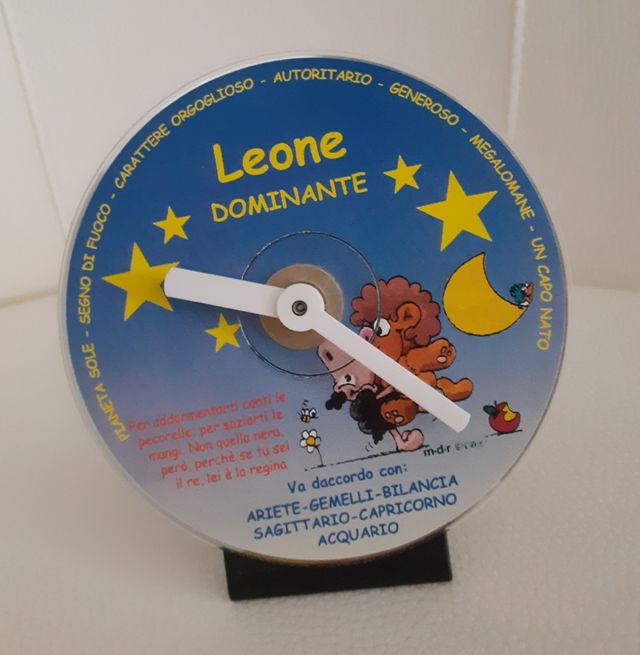 PIANETA SOLE - SEGNO DI FUOCO - CARATTERE ORGOGLIOSO - AUTORITARIO - GENEROSO - MEGALOMANE - UN CAPO NATO
Leone
DOMINANTE
Per addormentarti conti le
pecorelle, per saziarti le
mangi. Non quella nera,
però, perchè se tu sei
il re, lei è la regina
m·d·r ©
Va daccordo con:
ARIETE-GEMELLI-BILANCIA
SAGITTARIO-CAPRICORNO
ACQUARIO